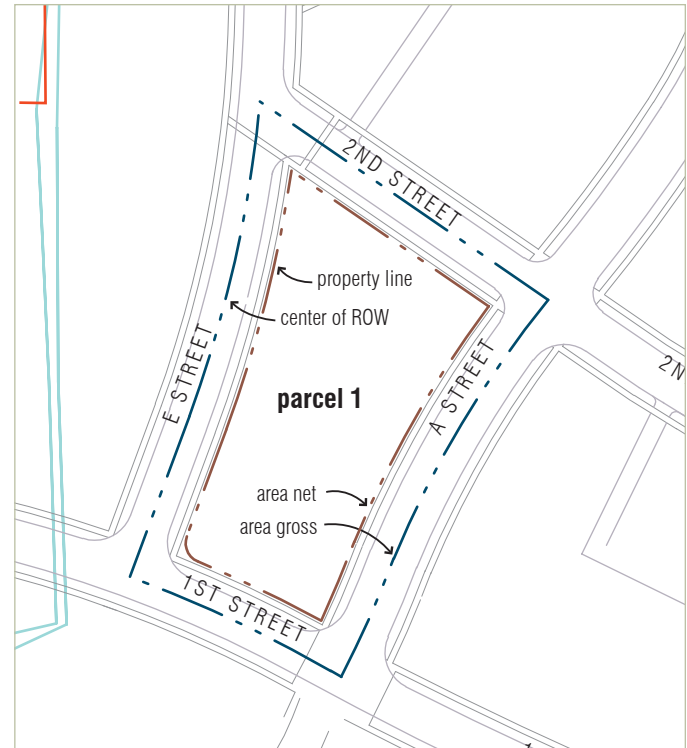 2ND STREET
property line
center of ROW
E STREET
A STREET
2N
parcel 1
area net
area gross
1ST STREET